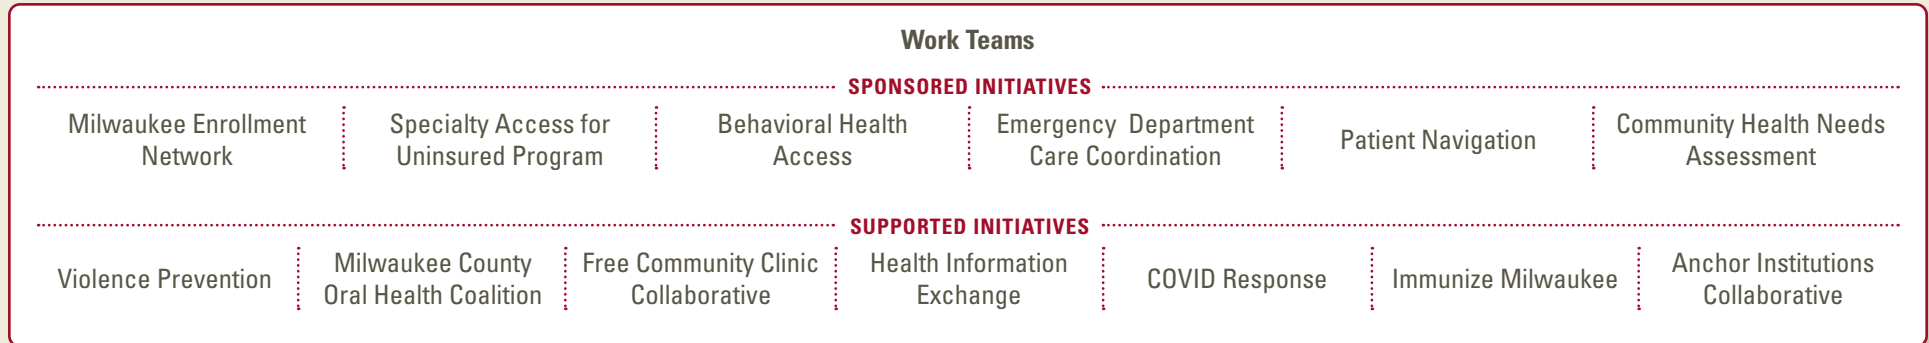 Work Teams
SPONSORED INITIATIVES
Milwaukee Enrollment
Network
Specialty Access for
Uninsured Program
Behavioral Health
Access
Emergency Department
Care Coordination
Patient Navigation
Community Health Needs
Assessment
SUPPORTED INITIATIVES
Violence Prevention
Milwaukee County
Oral Health Coalition
Free Community Clinic
Collaborative
Health Information
Exchange
COVID Response
Immunize Milwaukee
Anchor Institutions
Collaborative